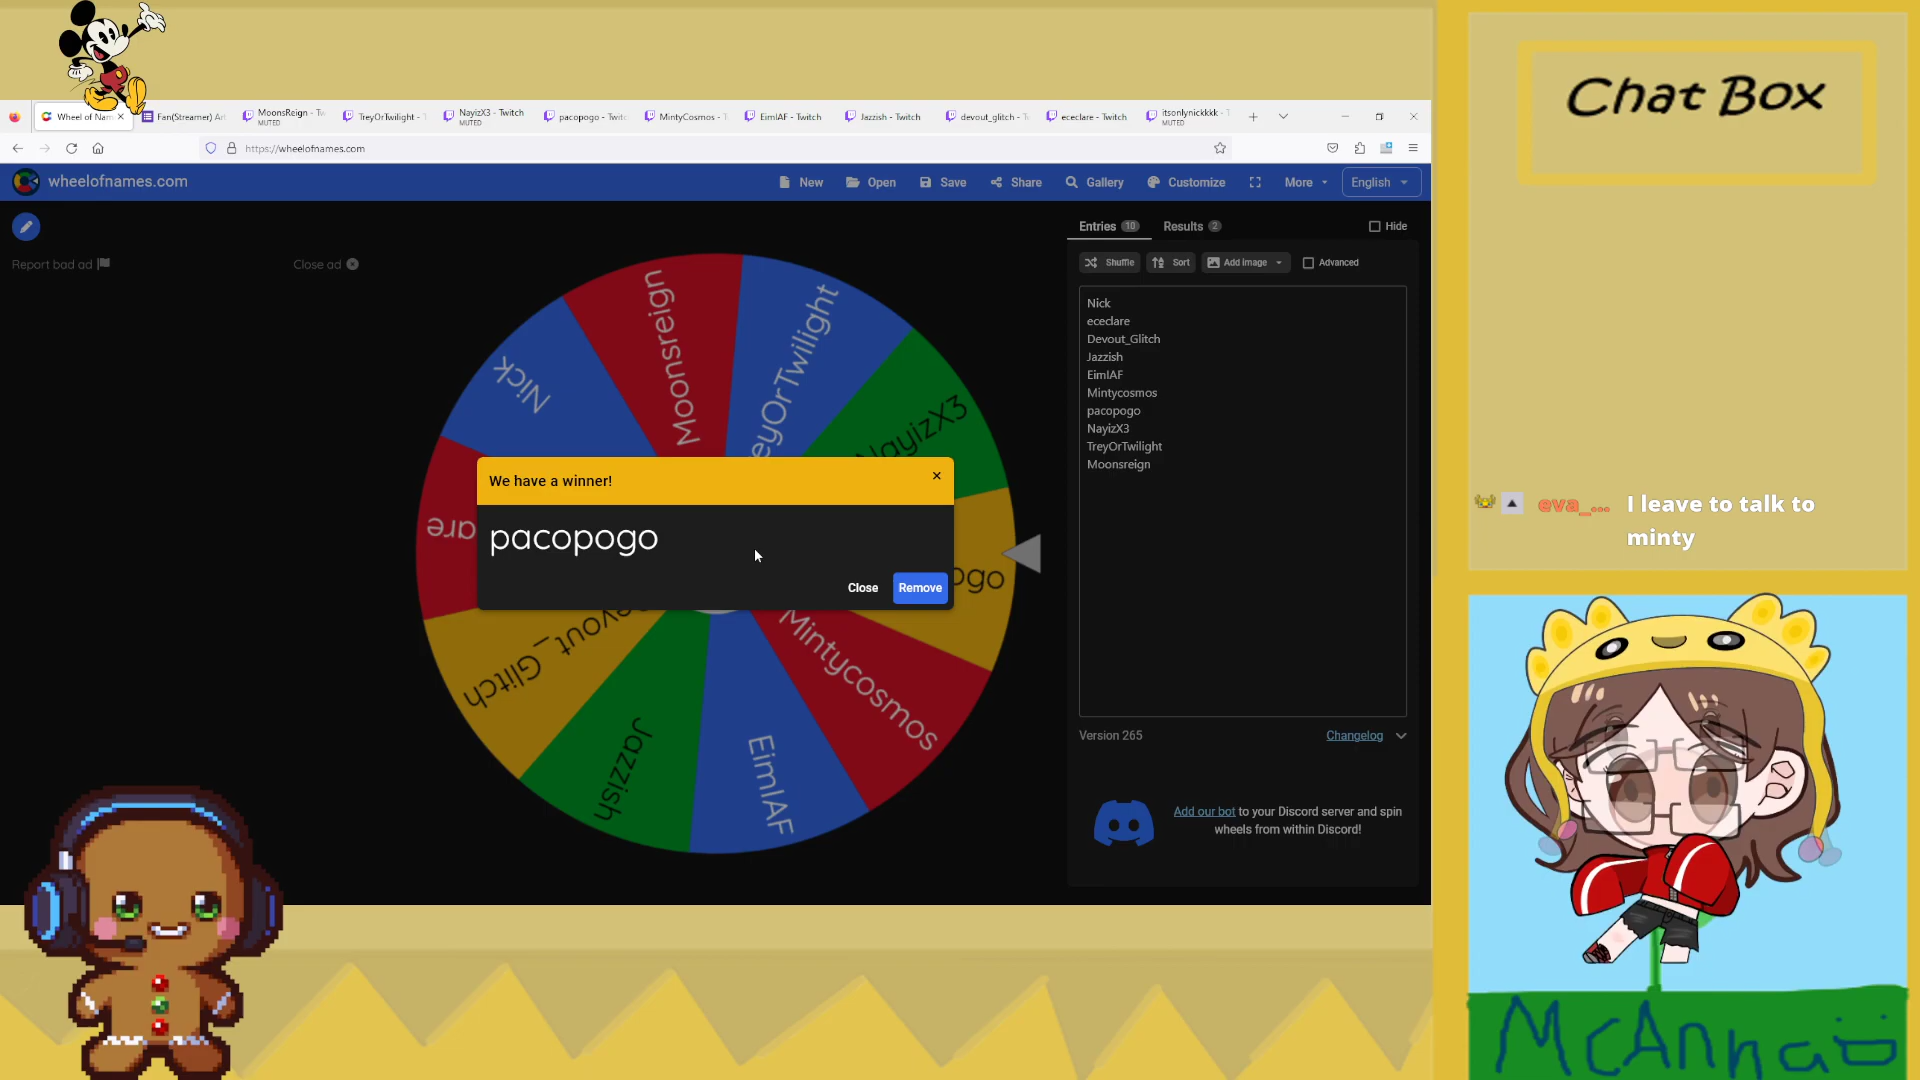 Chat Box
Wheel of Nam
Fan(Streamer) Ar
MoonsReign - Tw
MUTED
TreyOrTwilight -
NayizX3 - Twitch
MUTED
pacopogo - Twitc
MintyCosmos - T
EimIAF - Twitch
Jazzish - Twitch
devout_glitch - T
ececlare - Twitch
itsonlynickkkk -
MUTED
https://wheelofnames.com
wheelofnames.com
New
Open
Save
Share
Gallery
Customize
More
English
Report bad ad
Close ad
Entries 10
Results 2
Hide
Shuffle
Sort
Add image
Advanced
Nick
ececlare
Devout_Glitch
Jazzish
EimIAF
Mintycosmos
pacopogo
NayizX3
TreyOrTwilight
Moonsreign
Nick
Moonsreign
eyOrTwilight
NayizX3
ogo
Mintycosmos
EimIAF
Jazzish
evout_Glitch
are
We have a winner!
pacopogo
Close
Remove
Version 265
Changelog
Add our bot to your Discord server and spin
wheels from within Discord!
eva_... I leave to talk to
minty
McAnna